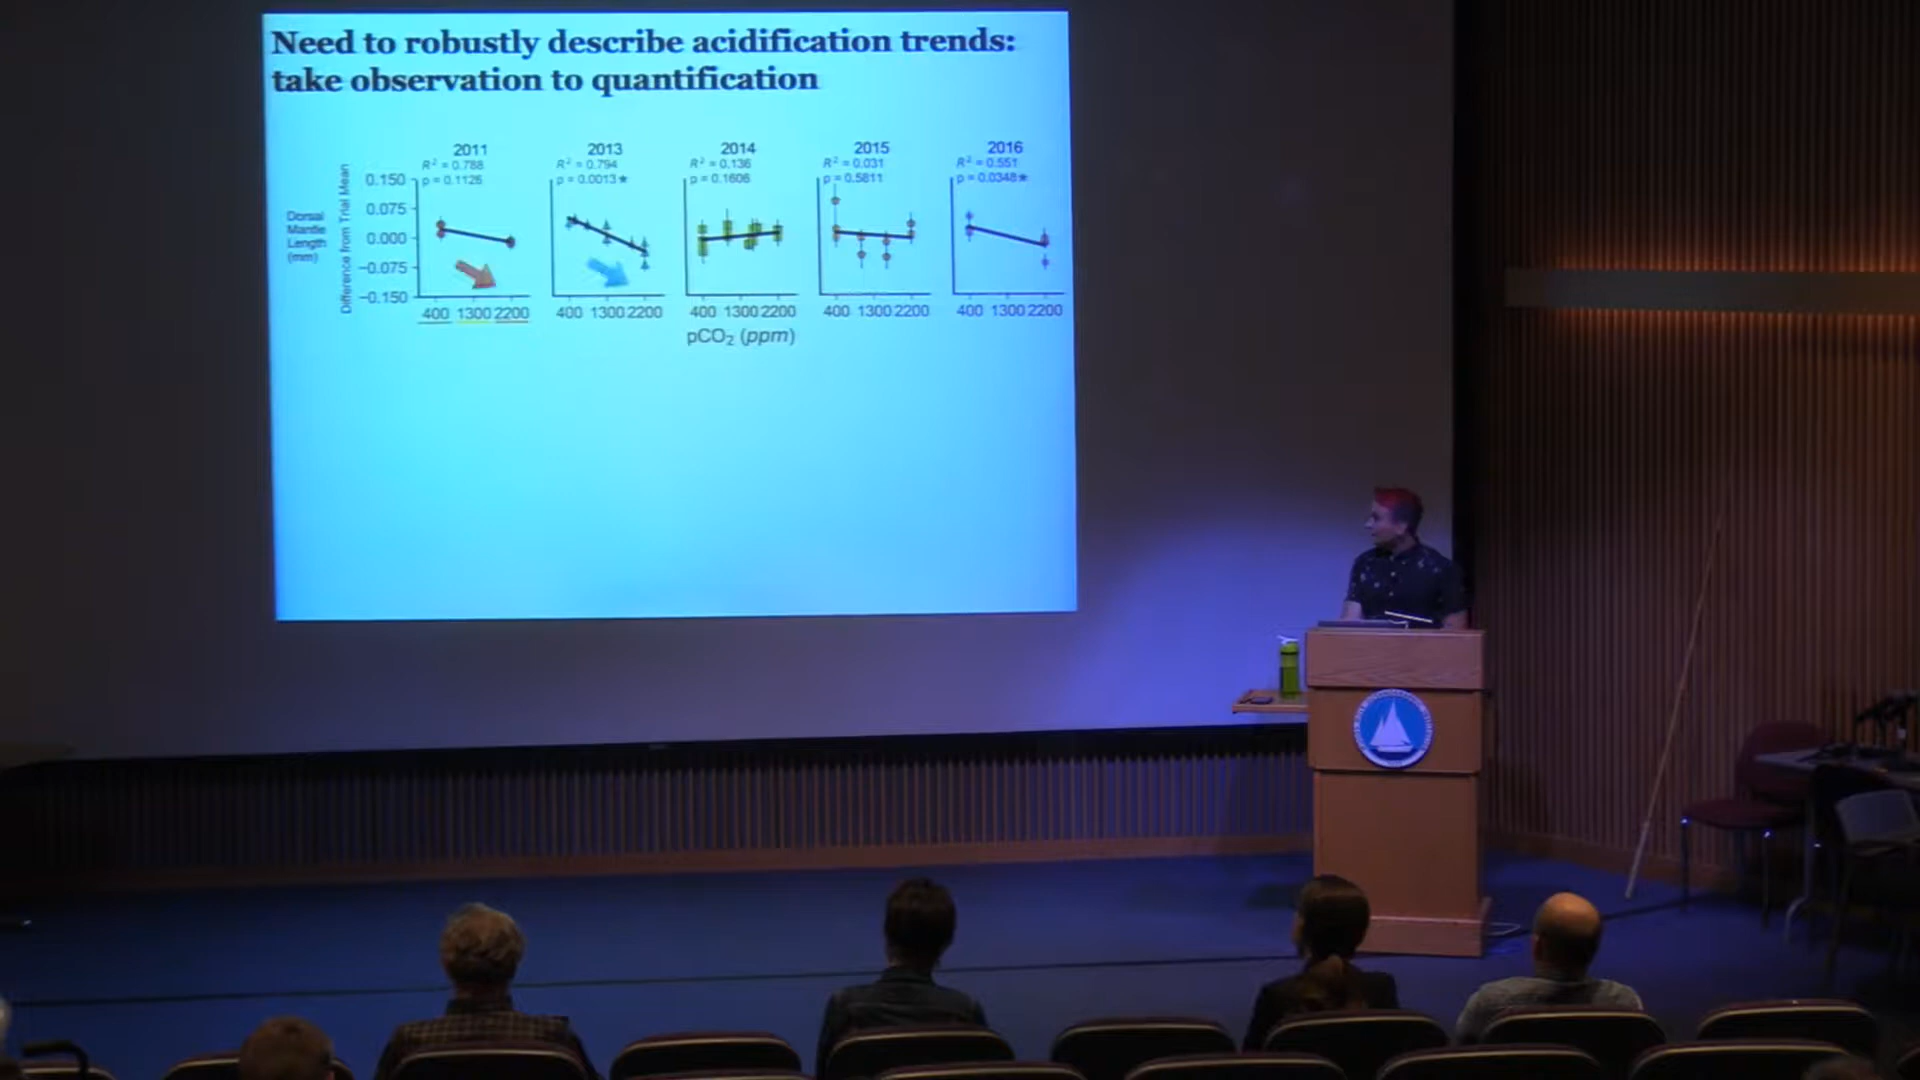 Need to robustly describe acidification trends:
take observation to quantification
2011
R² = 0.788
p = 0.1126
2013
R² = 0.794
p = 0.0013★
2014
R² = 0.136
p = 0.1606
2015
R² = 0.031
p = 0.5811
2016
R² = 0.551
p = 0.0348★
Dorsal
Mantle
Length
(mm)
Difference from Trial Mean
0.150
0.075
0.000
−0.075
−0.150
400 1300 2200
400 1300 2200
400 1300 2200
400 1300 2200
400 1300 2200
pCO₂ (ppm)